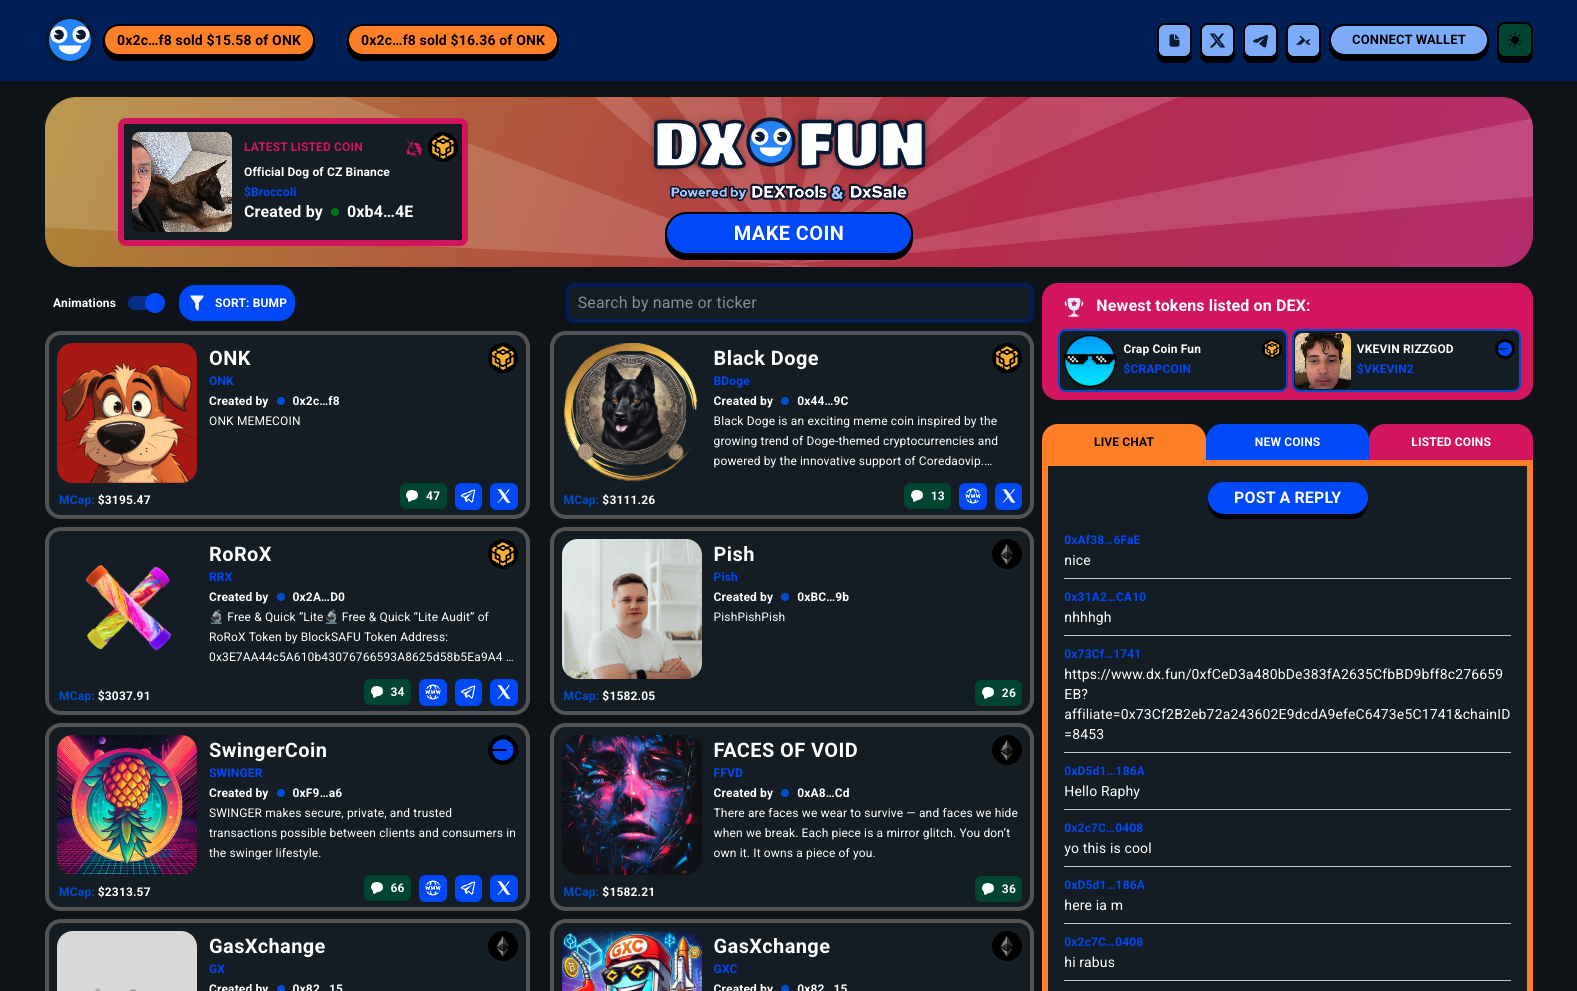 0x2c...f8 sold $15.58 of ONK
0x2c...f8 sold $16.36 of ONK
CONNECT WALLET
LATEST LISTED COIN
Official Dog of CZ Binance
$Broccoli
Created by 0xb4...4E
DX FUN
Powered by DEXTools & DxSale
MAKE COIN
Animations
SORT: BUMP
Search by name or ticker
ONK
ONK
Created by 0x2c...f8
ONK MEMECOIN
MCap: $3195.47
47
Black Doge
BDoge
Created by 0x44...9C
Black Doge is an exciting meme coin inspired by the
growing trend of Doge-themed cryptocurrencies and
powered by the innovative support of Coredaovip....
MCap: $3111.26
13
WWW
RoRoX
RRX
Created by 0x2A...D0
🔬 Free & Quick “Lite🔬 Free & Quick “Lite Audit” of
RoRoX Token by BlockSAFU Token Address:
0x3E7AA44c5A610b43076766593A8625d58b5Ea9A4 ...
MCap: $3037.91
34
WWW
Pish
Pish
Created by 0xBC...9b
PishPishPish
MCap: $1582.05
26
SwingerCoin
SWINGER
Created by 0xF9...a6
SWINGER makes secure, private, and trusted
transactions possible between clients and consumers in
the swinger lifestyle.
MCap: $2313.57
66
WWW
FACES OF VOID
FFVD
Created by 0xA8...Cd
There are faces we wear to survive — and faces we hide
when we break. Each piece is a mirror glitch. You don’t
own it. It owns a piece of you.
MCap: $1582.21
36
GasXchange
GX
Created by 0x82...15
GXC
GasXchange
GXC
Created by 0x82...15
Newest tokens listed on DEX:
Crap Coin Fun
$CRAPCOIN
VKEVIN RIZZGOD
$VKEVIN2
LIVE CHAT
NEW COINS
LISTED COINS
POST A REPLY
0xAf38...6FaE
nice
0x31A2...CA10
nhhhgh
0x73Cf...1741
https://www.dx.fun/0xfCeD3a480bDe383fA2635CfbBD9bff8c276659
EB?
affiliate=0x73Cf2B2eb72a243602E9dcdA9efeC6473e5C1741&chainID
=8453
0xD5d1...186A
Hello Raphy
0x2c7C...0408
yo this is cool
0xD5d1...186A
here ia m
0x2c7C...0408
hi rabus